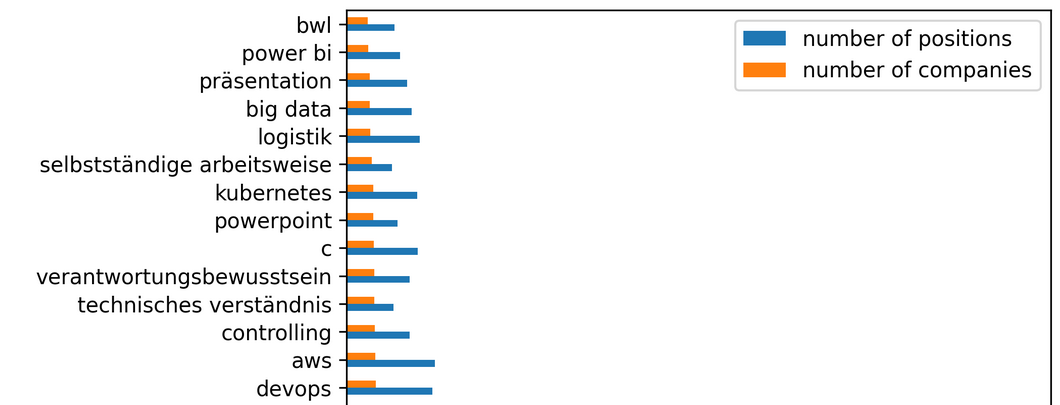 bwl
number of positions
power bi
number of companies
präsentation
big data
logistik
selbstständige arbeitsweise
kubernetes
powerpoint
c
verantwortungsbewusstsein
technisches verständnis
controlling
aws
devops